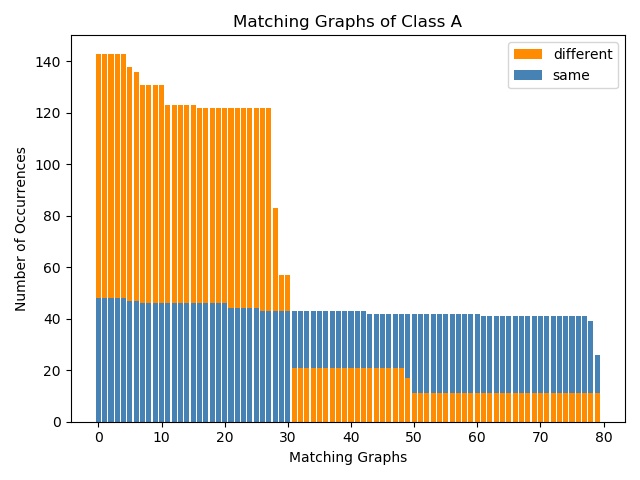 Matching Graphs of Class A
different
same
Number of Occurrences
140
120
100
80
60
40
20
0
0 10 20 30 40 50 60 70 80
Matching Graphs